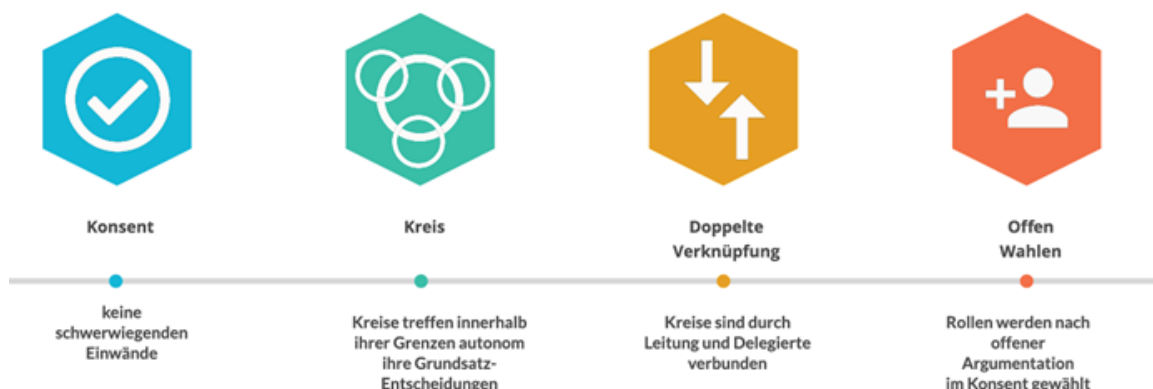 Konsent
keine
schwerwiegenden
Einwände
Kreis
Kreise treffen innerhalb
ihrer Grenzen autonom
ihre Grundsatz-
Entscheidungen
Doppelte
Verknüpfung
Kreise sind durch
Leitung und Delegierte
verbunden
Offen
Wahlen
Rollen werden nach
offener
Argumentation
im Konsent gewählt